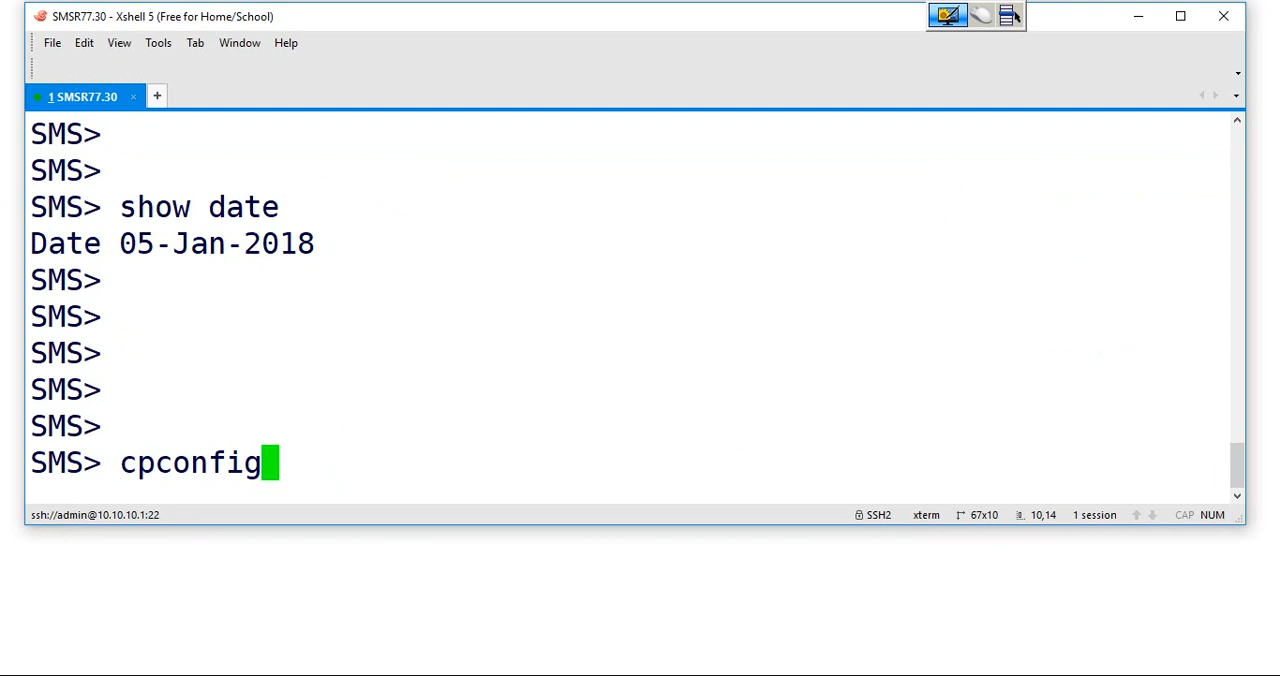 SMSR77.30 - Xshell 5 (Free for Home/School)
File Edit View Tools Tab Window Help
1 SMSR77.30 × +
SMS>
SMS>
SMS> show date
Date 05-Jan-2018
SMS>
SMS>
SMS>
SMS>
SMS>
SMS> cpconfig
ssh://admin@10.10.10.1:22 SSH2 xterm 67x10 10,14 1 session CAP NUM